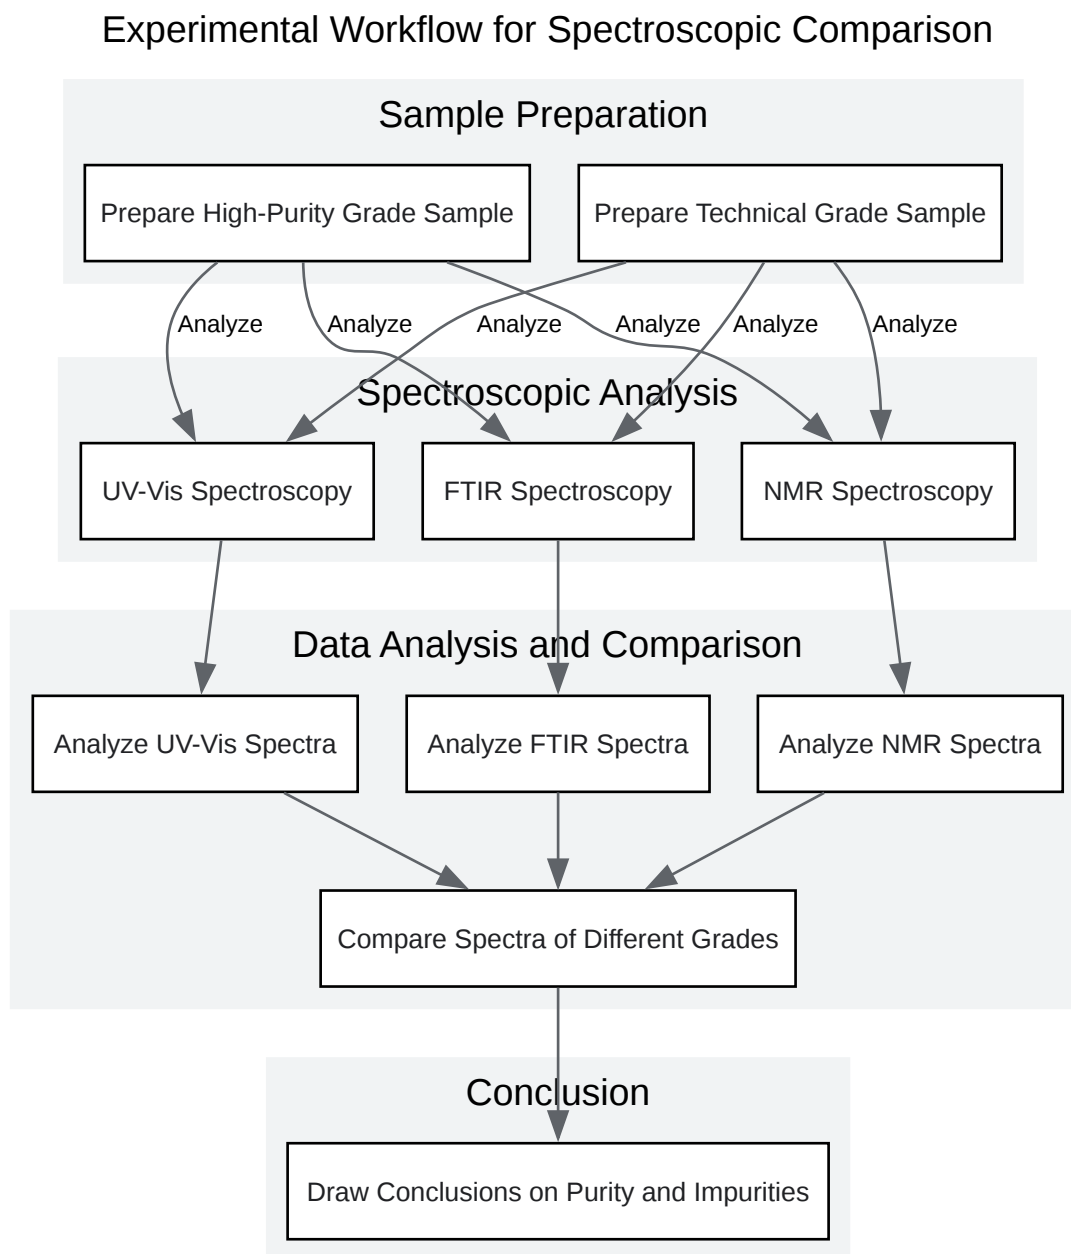 Experimental Workflow for Spectroscopic Comparison
Sample Preparation
Prepare High-Purity Grade Sample
Prepare Technical Grade Sample
Analyze
Analyze
Analyze
Analyze
Analyze
Analyze
Spectroscopic Analysis
UV-Vis Spectroscopy
FTIR Spectroscopy
NMR Spectroscopy
Data Analysis and Comparison
Analyze UV-Vis Spectra
Analyze FTIR Spectra
Analyze NMR Spectra
Compare Spectra of Different Grades
Conclusion
Draw Conclusions on Purity and Impurities